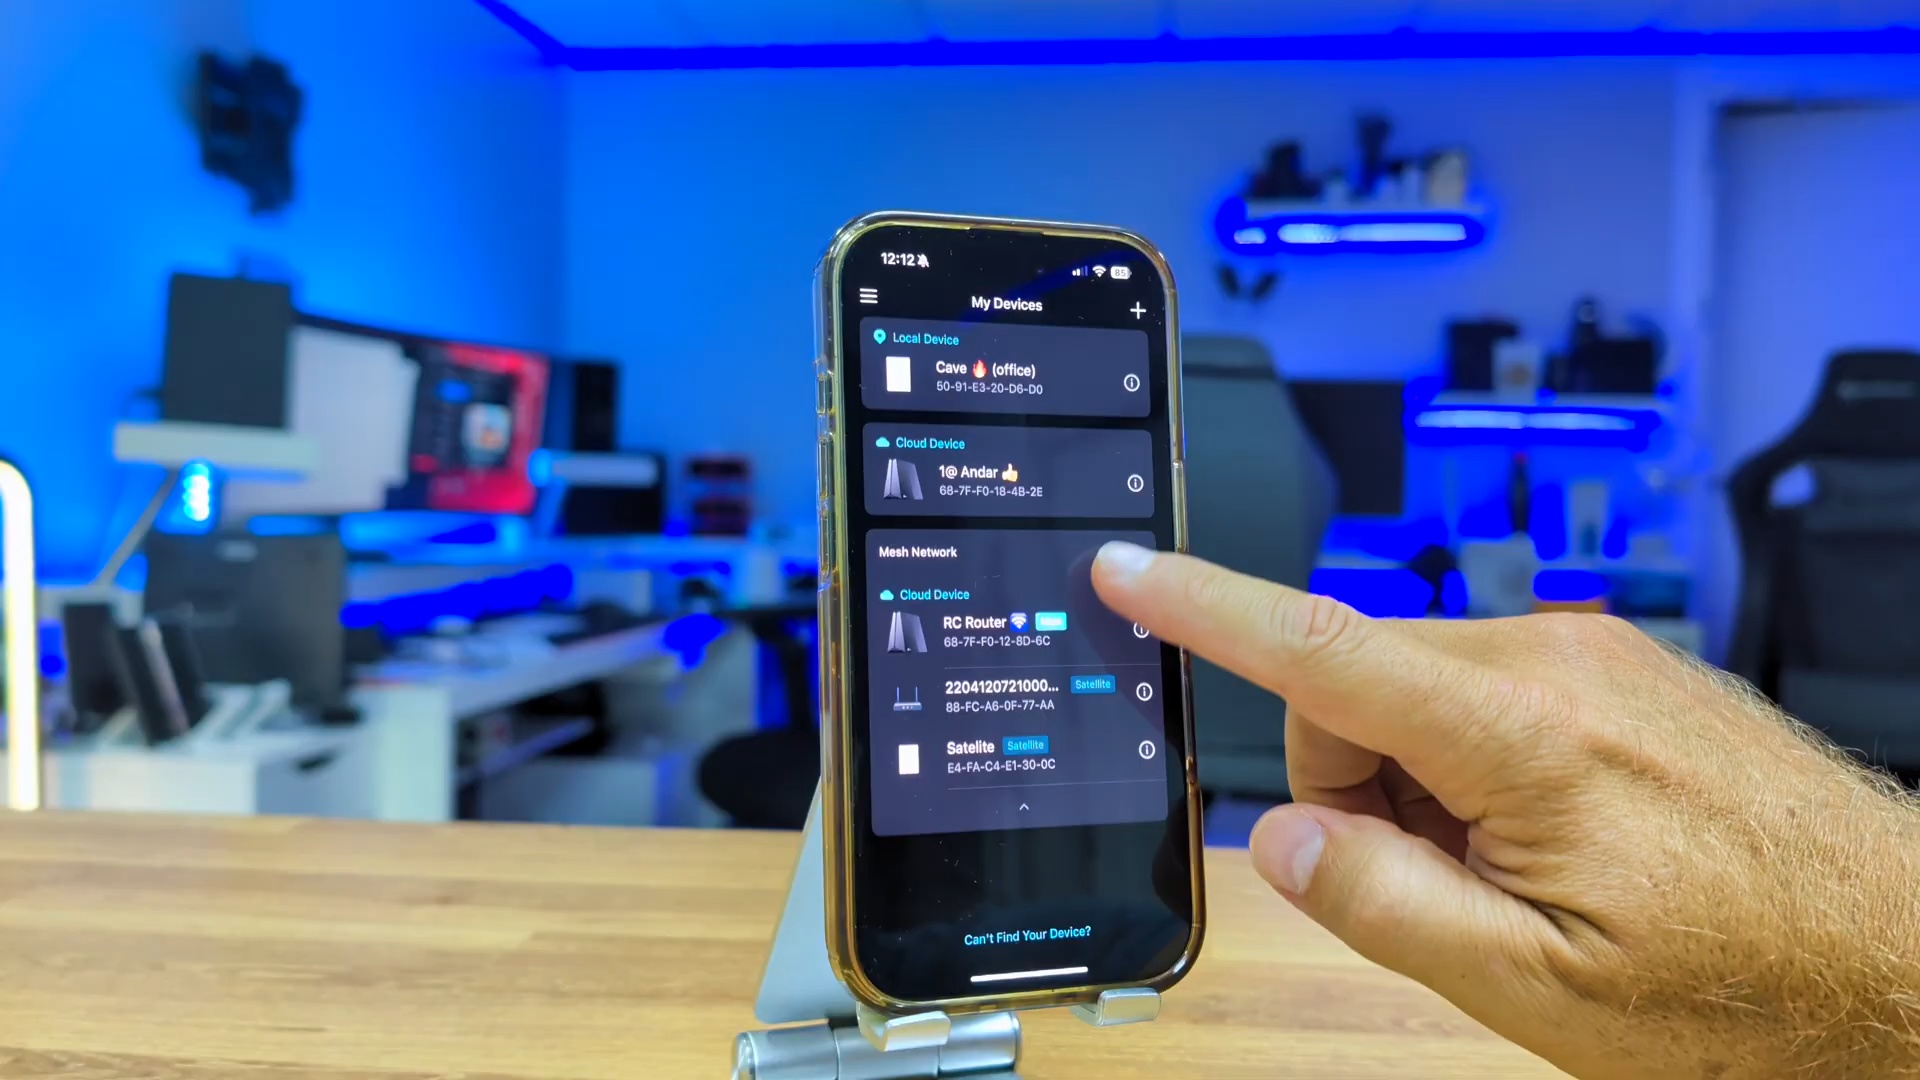 12:12
85
My Devices
Local Device
Cave 🔥 (office)
50-91-E3-20-D6-D0
Cloud Device
1@ Andar 👍
68-7F-F0-18-4B-2E
Mesh Network
Cloud Device
RC Router
68-7F-F0-12-8D-6C
2204120721000... Satellite
88-FC-A6-0F-77-AA
Satelite Satellite
E4-FA-C4-E1-30-0C
Can't Find Your Device?